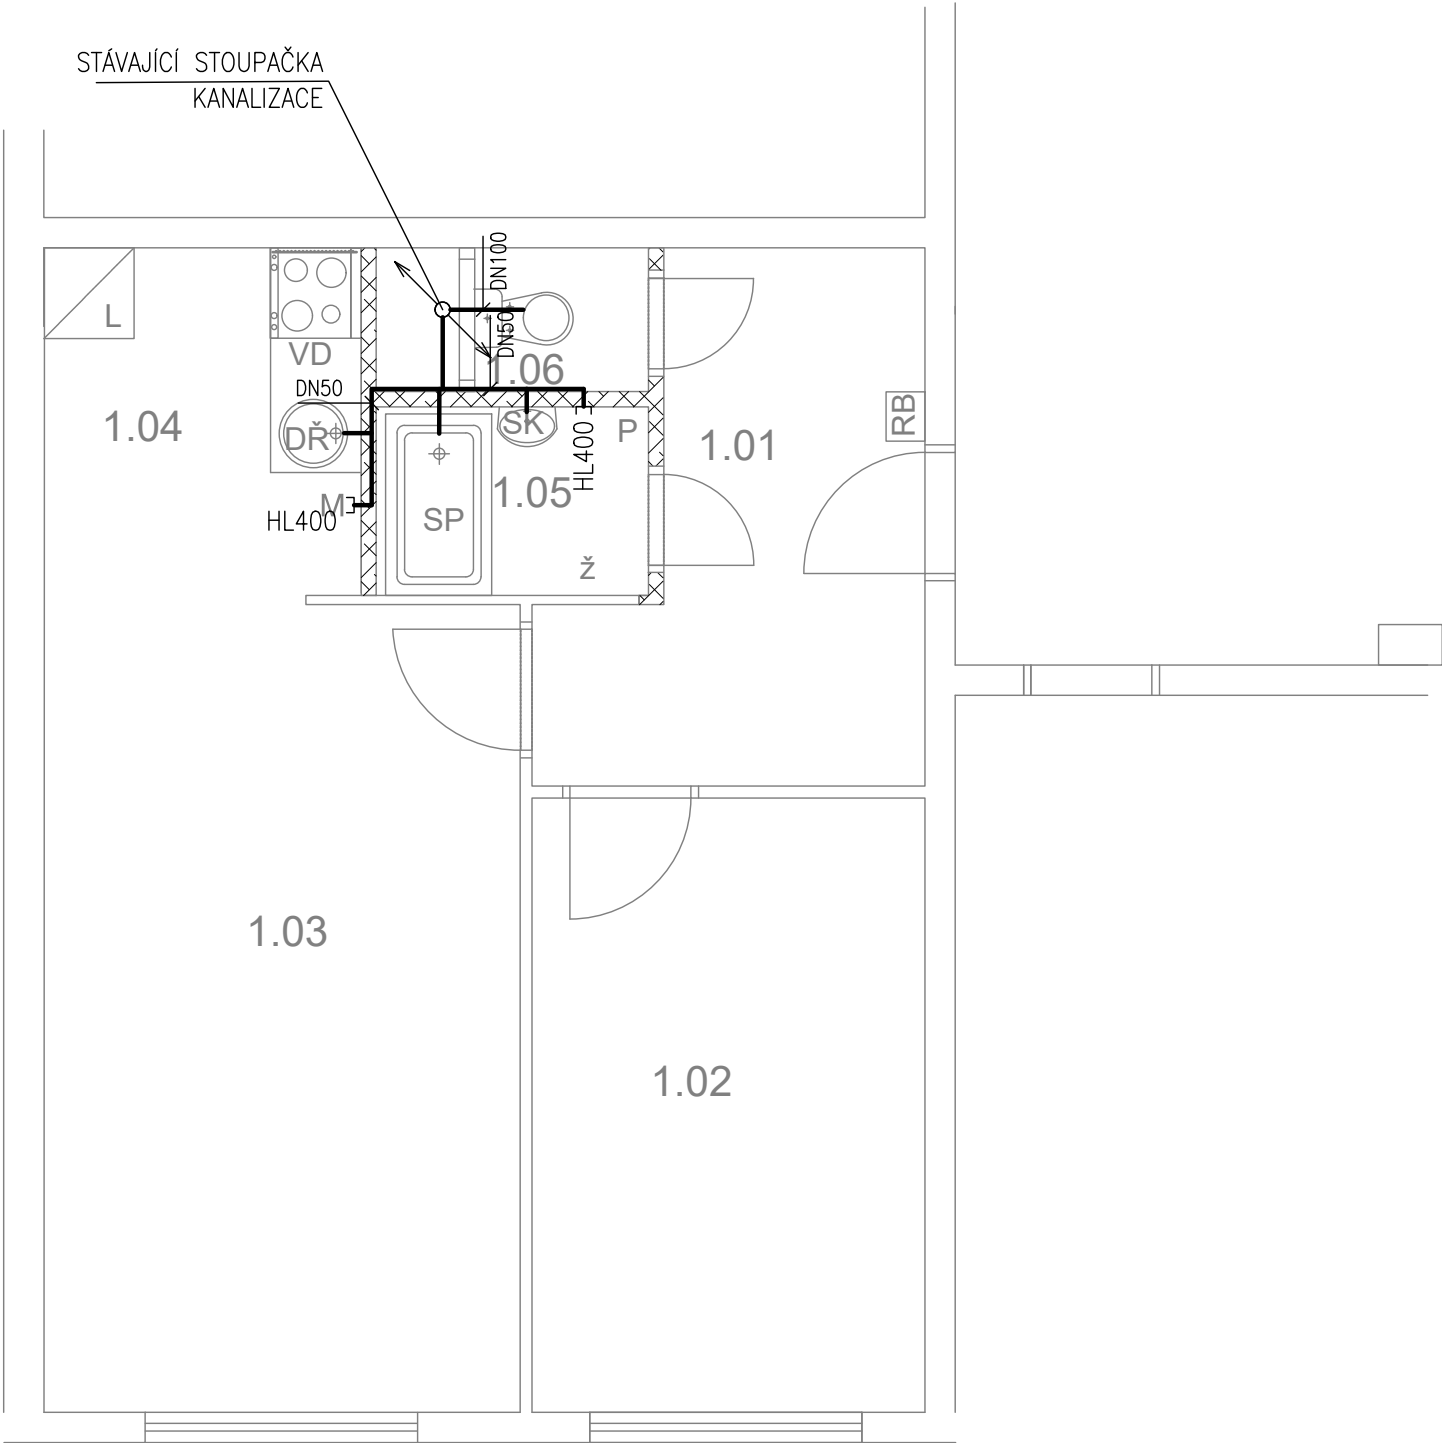 STÁVAJÍCÍ STOUPAČKA
KANALIZACE
DN100
L
DN50
VD
1.06
DN50
1.04
DŘ
SK
P
RB
1.01
HL400
1.05
M
HL400
SP
ž
1.03
1.02